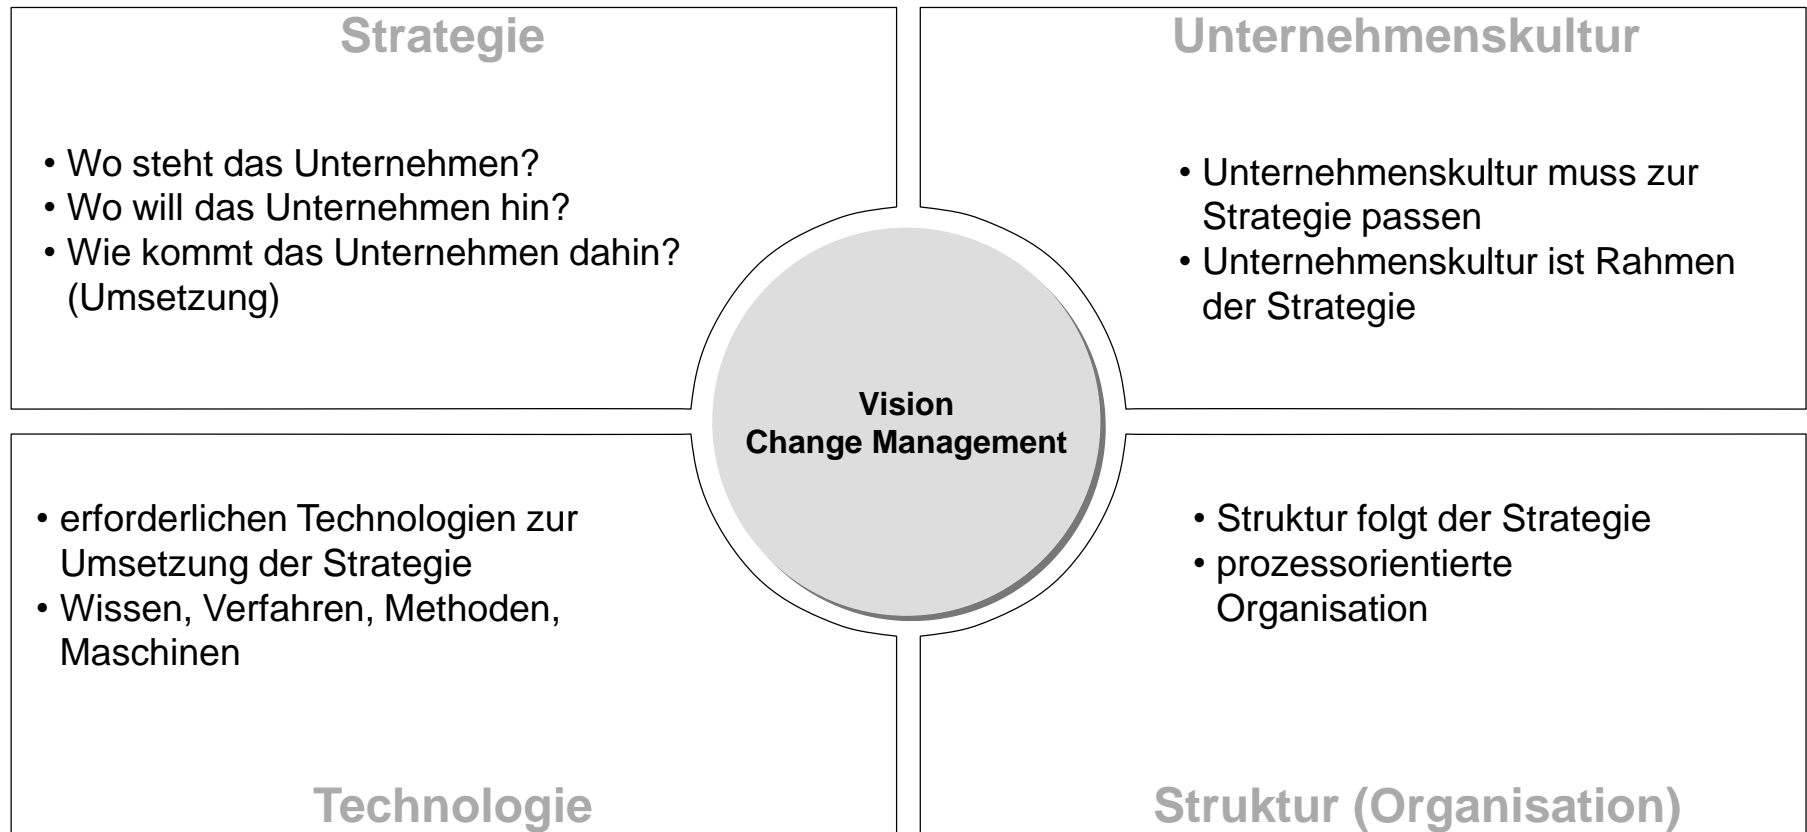 Strategie
• Wo steht das Unternehmen?
• Wo will das Unternehmen hin?
• Wie kommt das Unternehmen dahin?
(Umsetzung)
Unternehmenskultur
• Unternehmenskultur muss zur
Strategie passen
• Unternehmenskultur ist Rahmen
der Strategie
Vision
Change Management
• erforderlichen Technologien zur
Umsetzung der Strategie
• Wissen, Verfahren, Methoden,
Maschinen
Technologie
• Struktur folgt der Strategie
• prozessorientierte
Organisation
Struktur (Organisation)